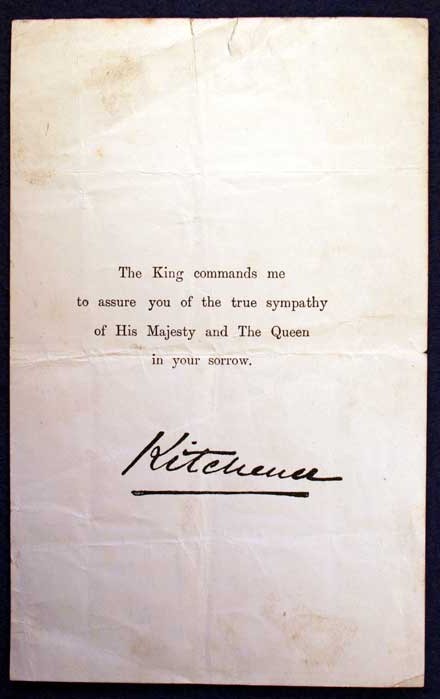 The King commands me
to assure you of the true sympathy
of His Majesty and The Queen
in your sorrow.
Kitchener